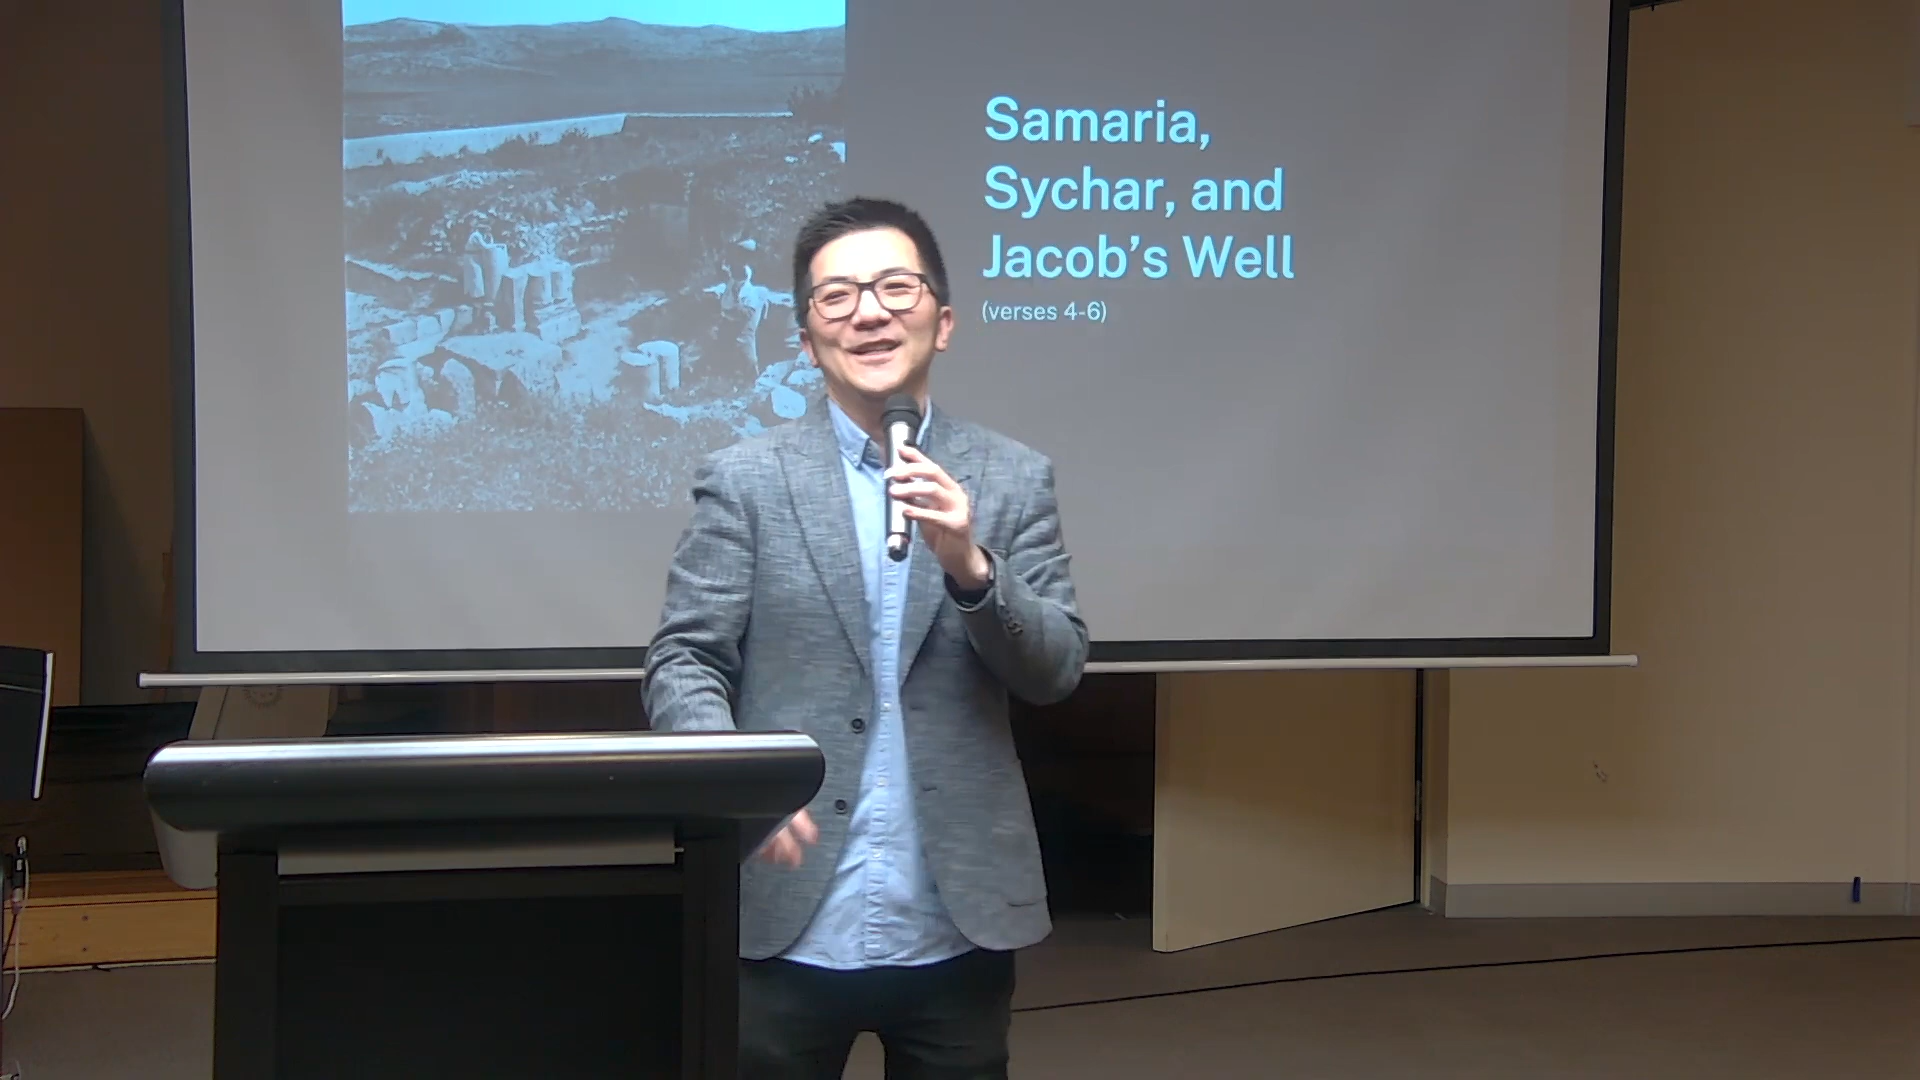 Samaria,
Sychar, and
Jacob’s Well
(verses 4-6)